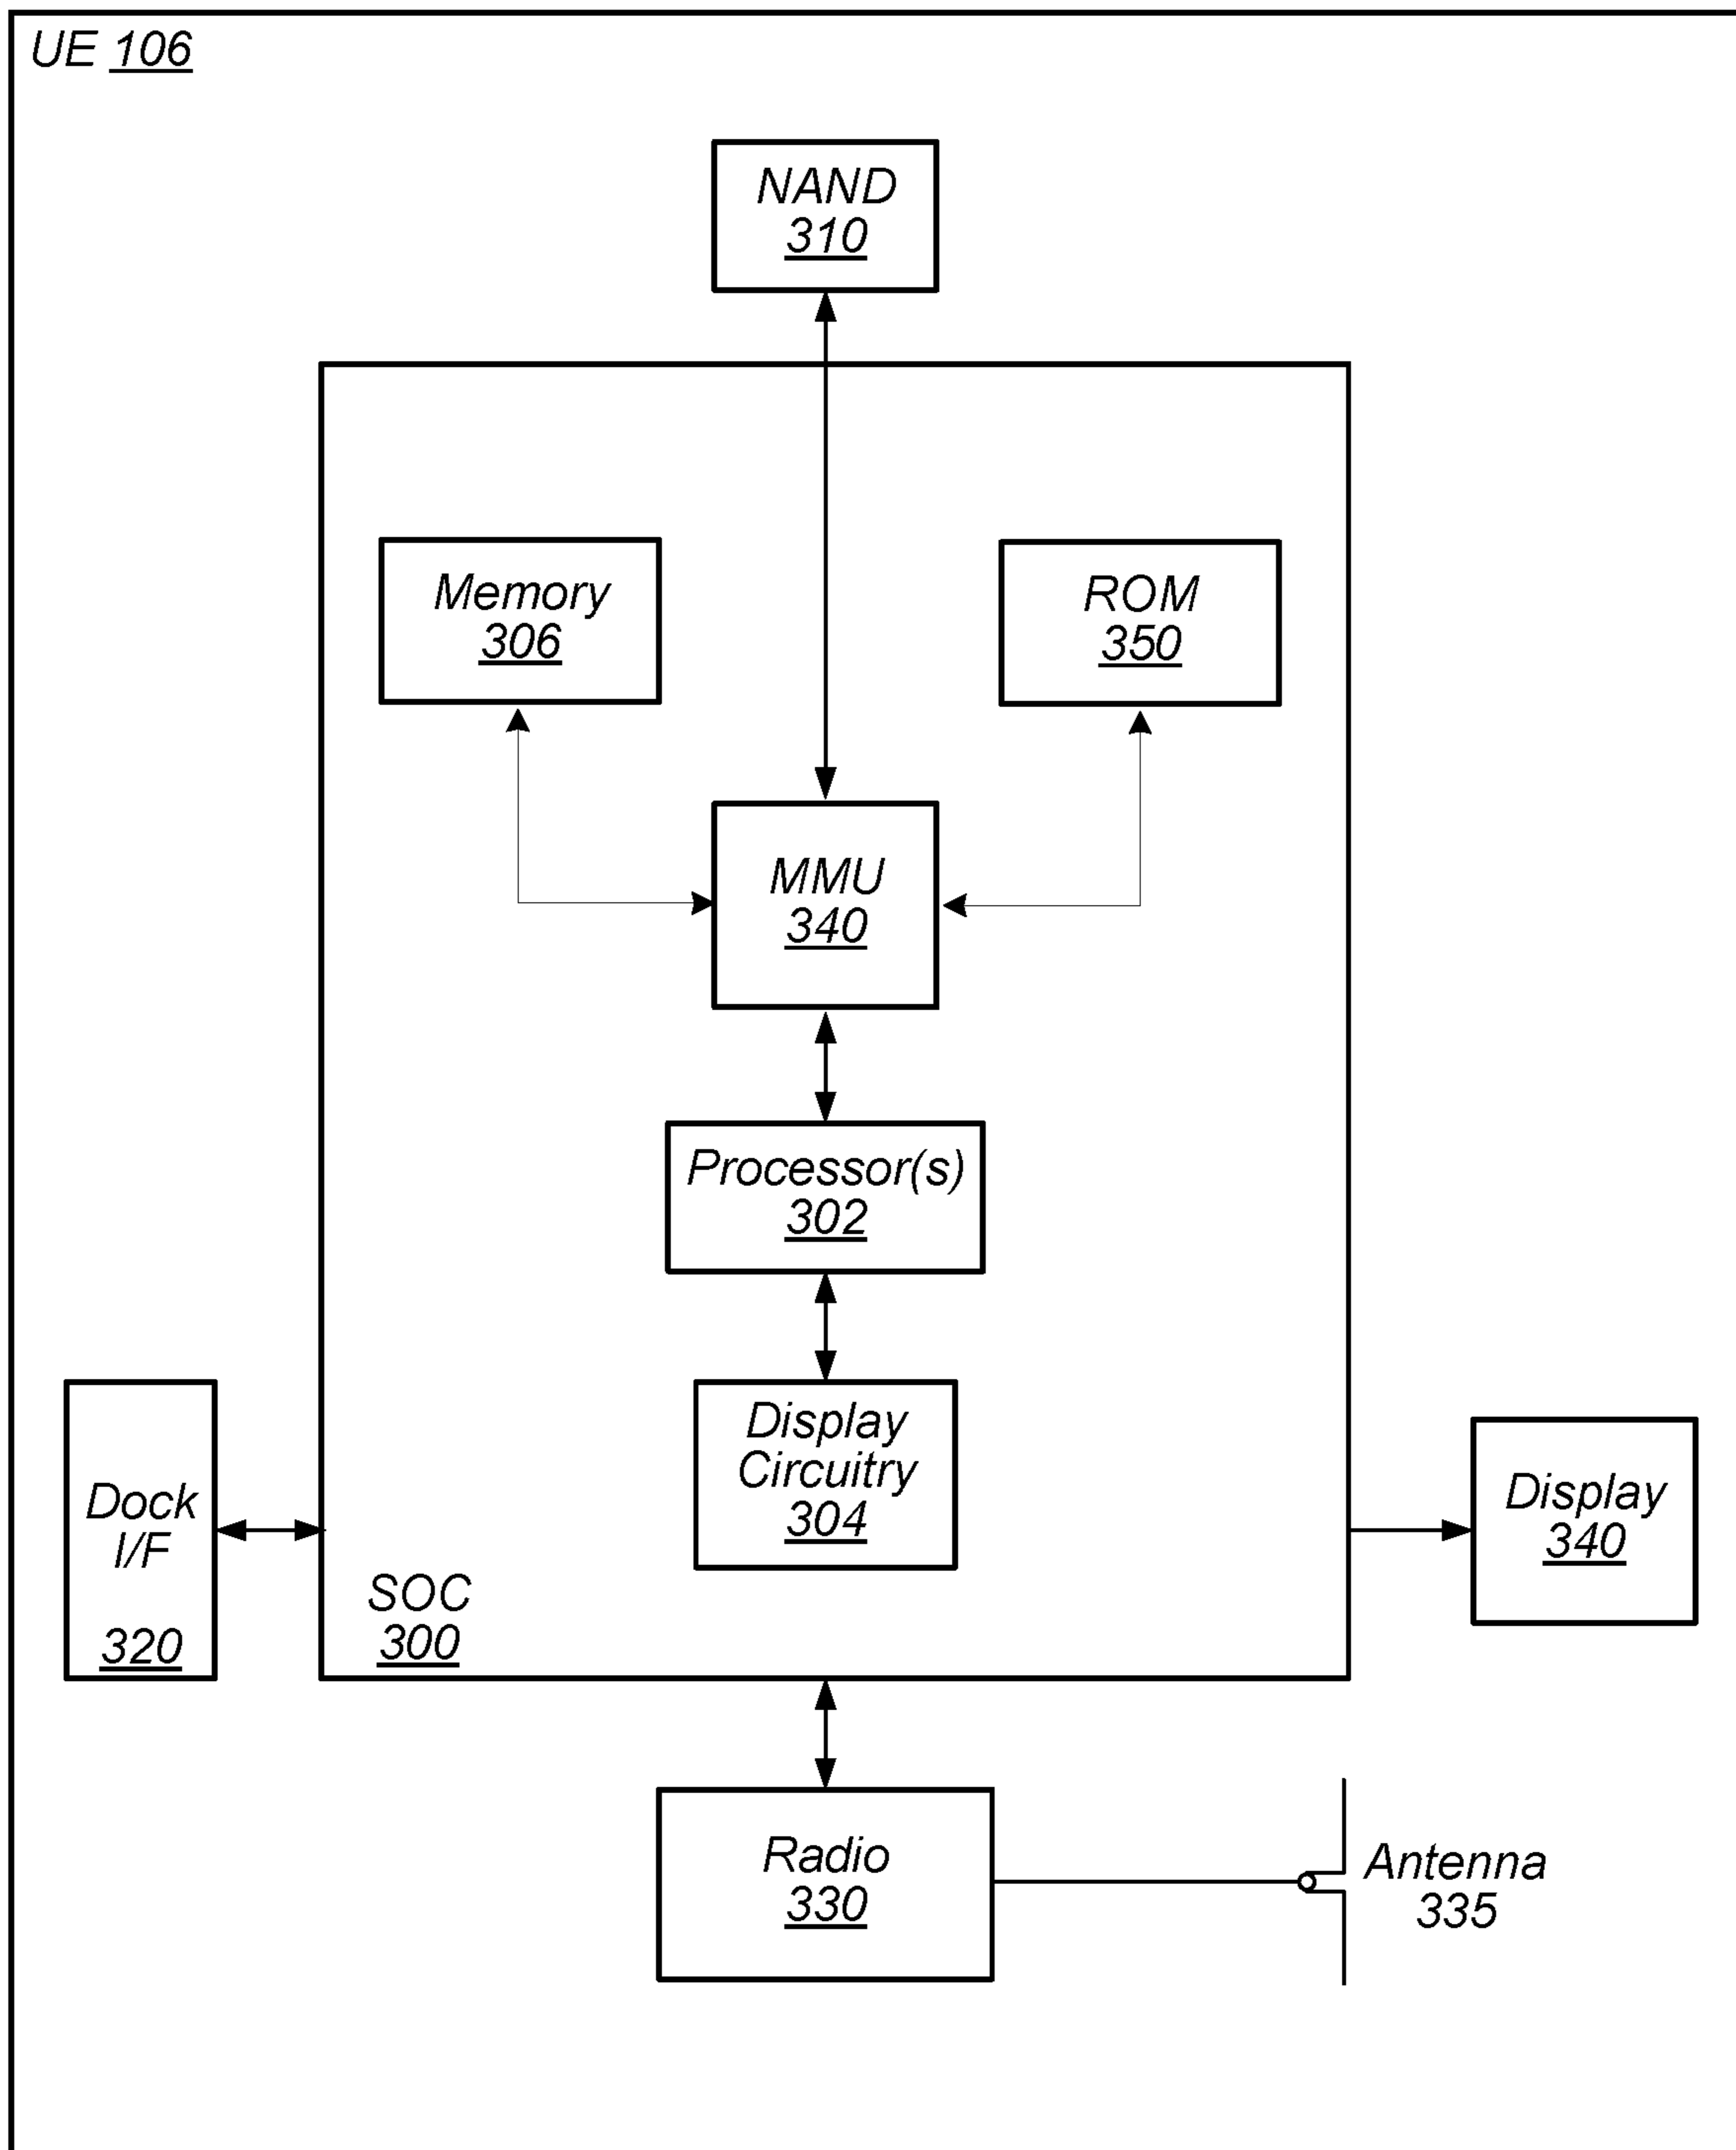 UE 106
NAND
310
Memory
306
ROM
350
MMU
340
Processor(s)
302
Display
Circuitry
304
Dock
I/F
320
SOC
300
Display
340
Radio
330
Antenna
335